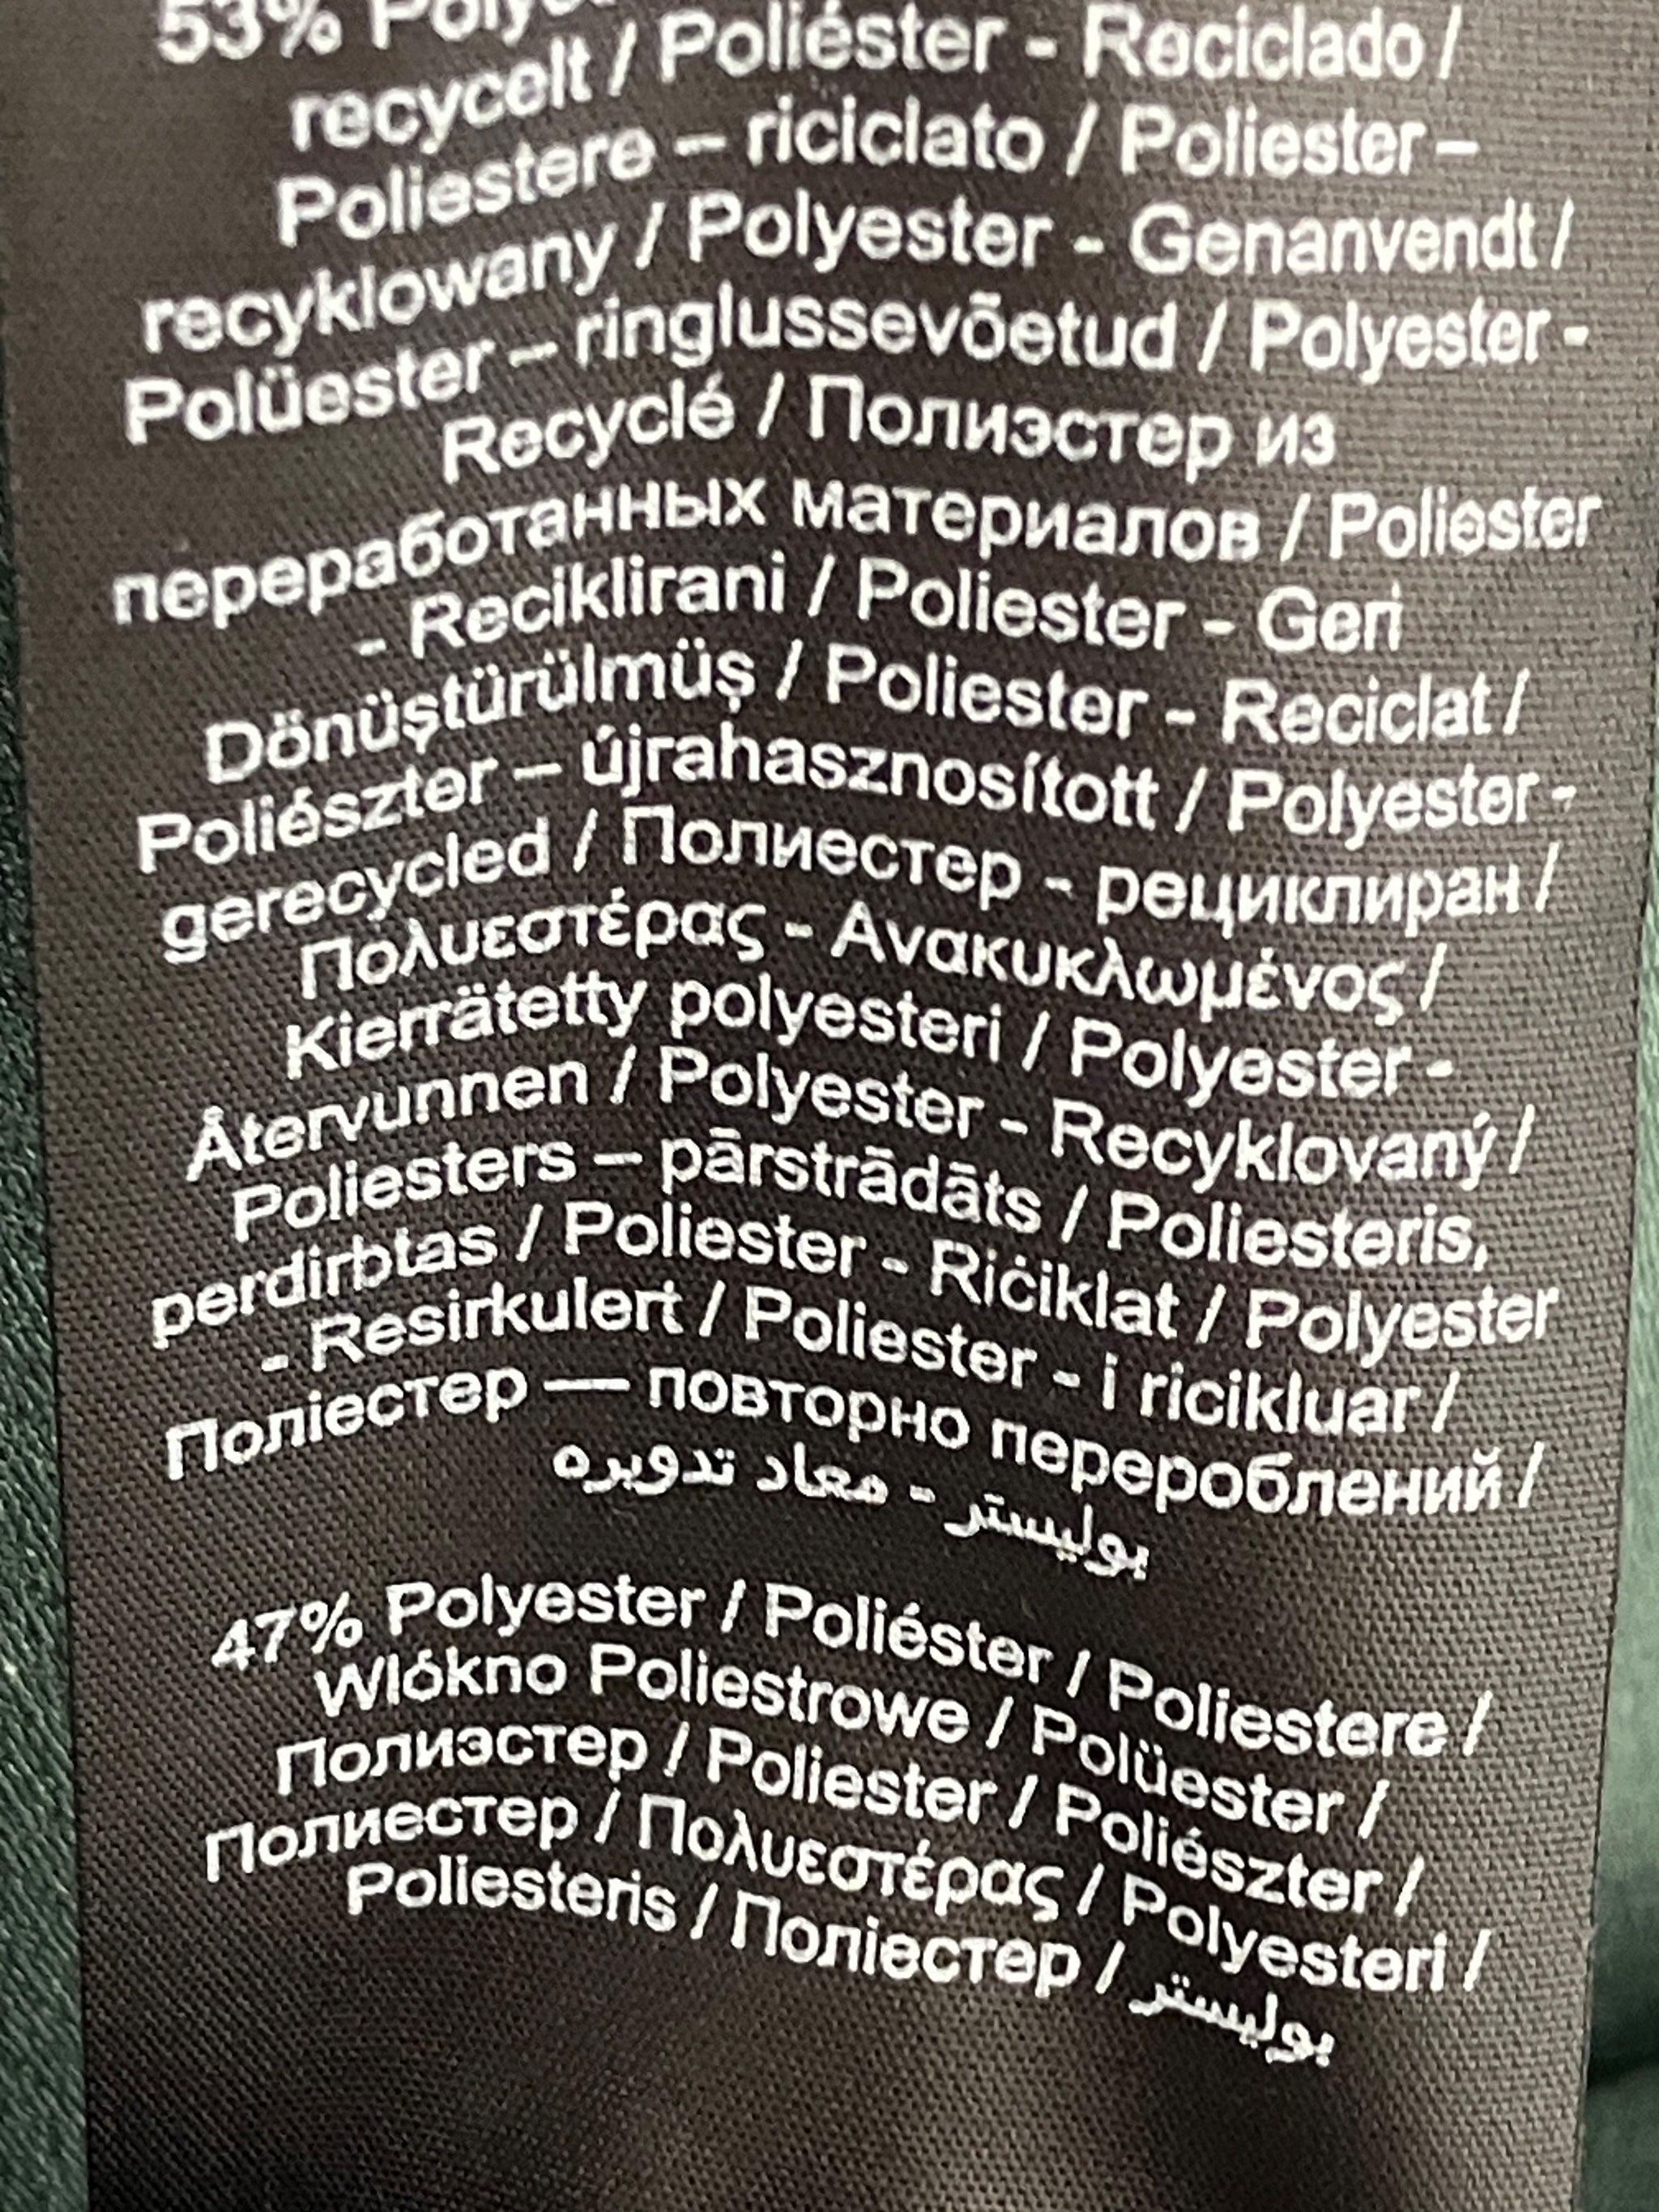 53%
recycelt / Poliéster - Reciclado /
Poliestere – riciclato / Poliester –
recyklowany / Polyester - Genanvendt /
Polüester – ringlussevõetud / Polyester -
Recyclé / Полиэстер из
переработанных материалов / Poliester
- Reciklirani / Poliester - Geri
Dönüştürülmüş / Poliester - Reciclat /
Poliészter – újrahasznosított / Polyester -
gerecycled / Полиестер - рециклиран /
Πολυεστέρας - Ανακυκλωμένος /
Kierrätetty polyesteri / Polyester -
Återvunnen / Polyester - Recyklovaný /
Poliesters – pārstrādāts / Poliesteris,
perdirbtas / Poliester - Riċiklat / Polyester
- Resirkulert / Poliester - i ricikluar /
Поліестер — повторно перероблений /
بوليستر - معاد تدويره
47% Polyester / Poliéster / Poliestere /
Wlókno Poliestrowe / Polüester /
Полиэстер / Poliester / Poliészter /
Полиестер / Πολυεστέρας / Polyesteri /
Poliesteris / Поліестер / بوليستر